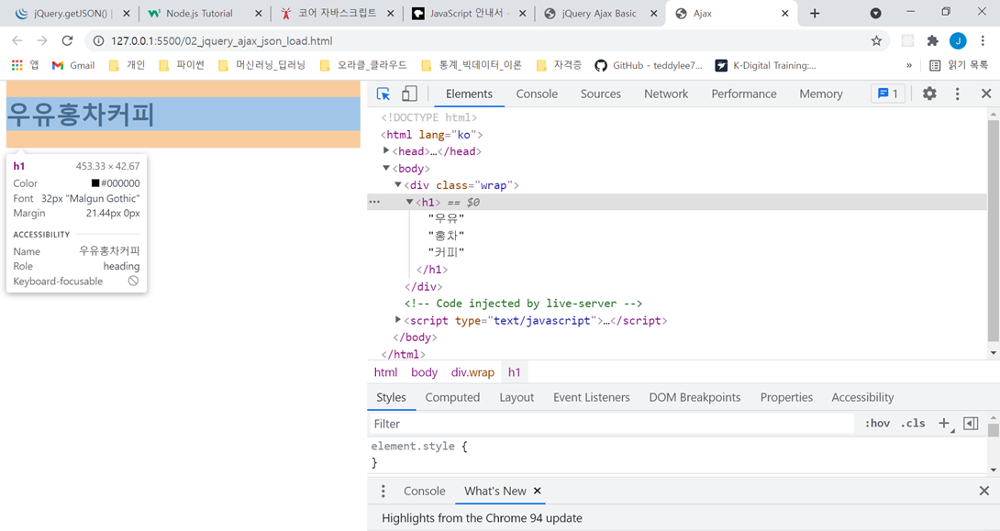 jQuery.getJSON() |
Node.js Tutorial
코어 자바스크립트
JavaScript 안내서 -
jQuery Ajax Basic
Ajax
127.0.0.1:5500/02_jquery_ajax_json_load.html
J
앱
Gmail
개인
파이썬
머신러닝_딥러닝
오라클_클라우드
통계_빅데이터_이론
자격증
GitHub - teddylee7...
K-Digital Training:...
»
읽기 목록
우유홍차커피
h1 453.33 × 42.67
Color #000000
Font 32px "Malgun Gothic"
Margin 21.44px 0px
ACCESSIBILITY
Name 우유홍차커피
Role heading
Keyboard-focusable
Elements Console Sources Network Performance Memory 1
<!DOCTYPE html>
<html lang="ko">
<head>…</head>
<body>
<div class="wrap">
<h1> == $0
"우유"
"홍차"
"커피"
</h1>
</div>
<!-- Code injected by live-server -->
<script type="text/javascript">…</script>
</body>
</html>
html body div.wrap h1
Styles Computed Layout Event Listeners DOM Breakpoints Properties Accessibility
Filter :hov .cls
element.style {
}
Console What's New
Highlights from the Chrome 94 update